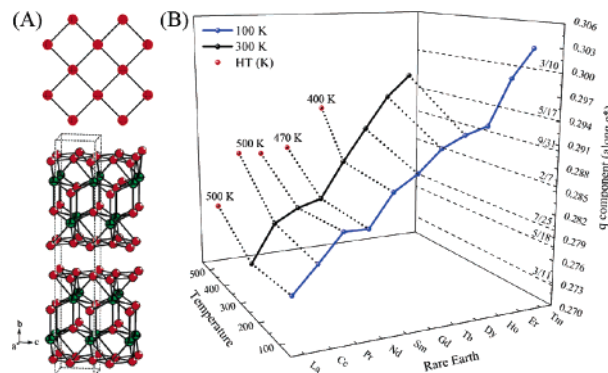 (A)
(B)
100 K
300 K
HT (K)
400 K
500 K
470 K
500 K
0.306
0.303
0.300
0.297
0.294
0.291
0.288
0.285
0.282
0.279
0.276
0.273
0.270
3/10
5/17
9/31
2/7
7/25
5/18
3/11
q component (along a*)
500
400
300
200
100
Temperature
La
Ce
Pr
Nd
Sm
Gd
Tb
Dy
Ho
Er
Tm
Rare Earth
b
a
c